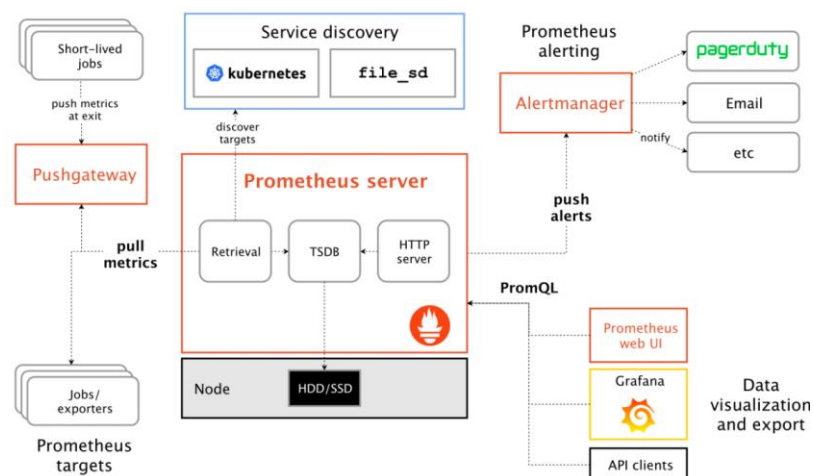 Short-lived
jobs
push metrics
at exit
Pushgateway
Service discovery
kubernetes
file_sd
discover
targets
Prometheus
alerting
Alertmanager
pagerduty
Email
notify
etc
Prometheus server
push
alerts
pull
metrics
Retrieval
TSDB
HTTP
server
PromQL
Node
HDD/SSD
Jobs/
exporters
Prometheus
targets
Prometheus
web UI
Grafana
API clients
Data
visualization
and export